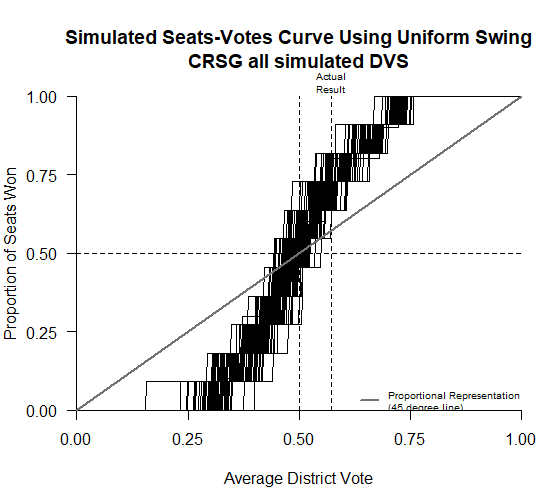 Simulated Seats-Votes Curve Using Uniform Swing
CRSG all simulated DVS
Actual
Result
Proportion of Seats Won
1.00
0.75
0.50
0.25
0.00
Proportional Representation
(45 degree line)
0.00 0.25 0.50 0.75 1.00
Average District Vote